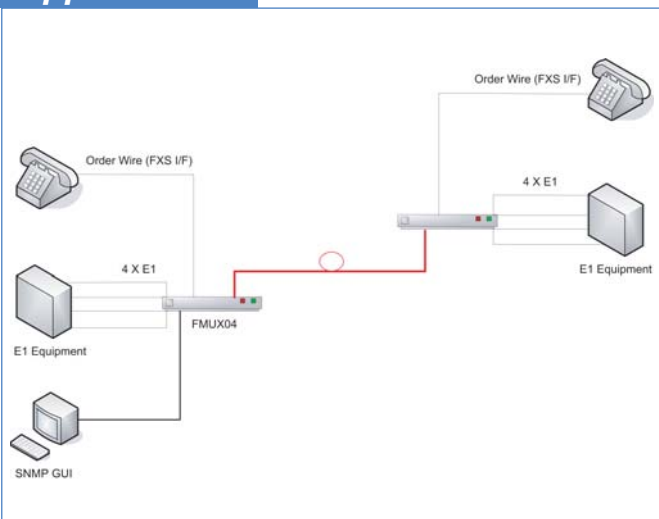 Order Wire (FXS I/F)
Order Wire (FXS I/F)
4 X E1
E1 Equipment
4 X E1
FMUX04
E1 Equipment
SNMP GUI